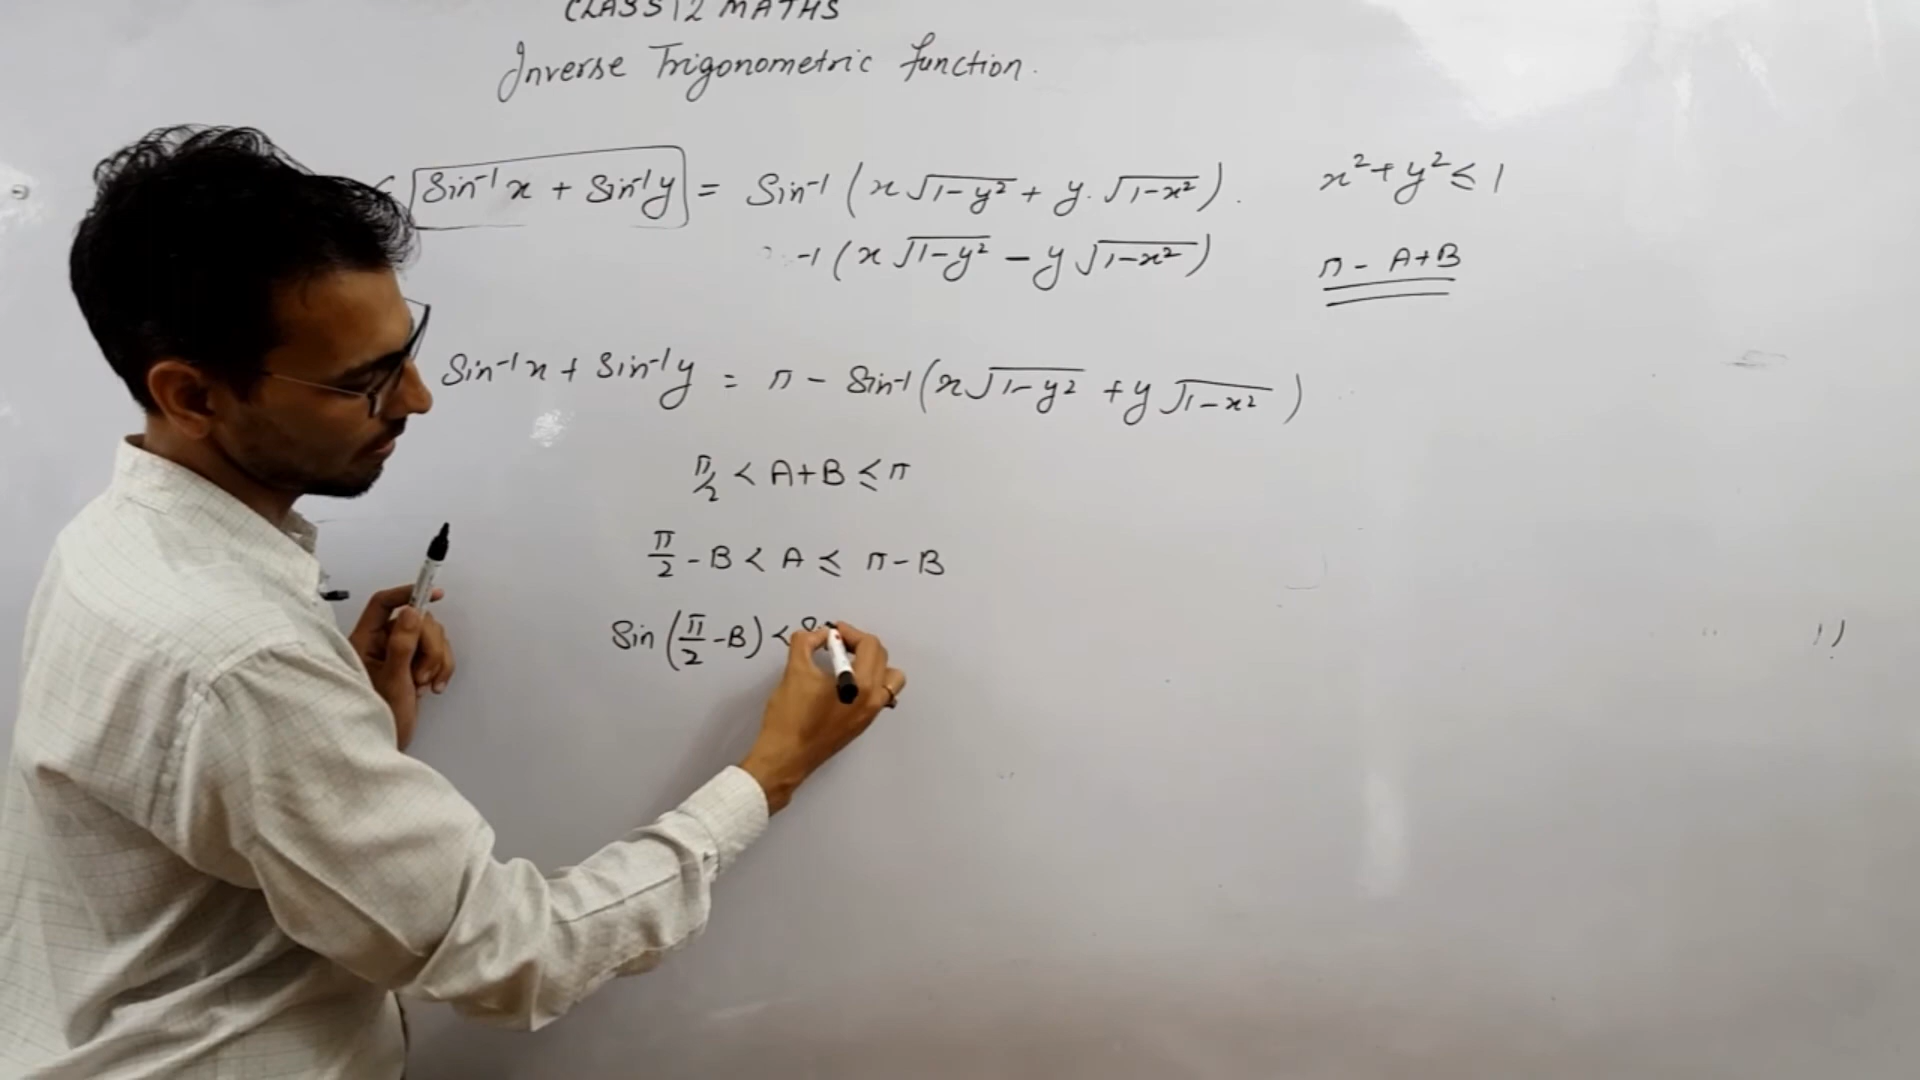 CLASS 12 MATHS
Inverse Trigonometric function.
Sin⁻¹x + Sin⁻¹y = Sin⁻¹ (x √1-y² + y. √1-x²). x² + y² ≤ 1
-1 (x √1-y² - y √1-x²) π - A+B
Sin⁻¹x + Sin⁻¹y = π - Sin⁻¹ (x √1-y² + y √1-x²)
π/2 < A+B ≤ π
π/2 - B < A ≤ π - B
Sin (π/2 - B) <